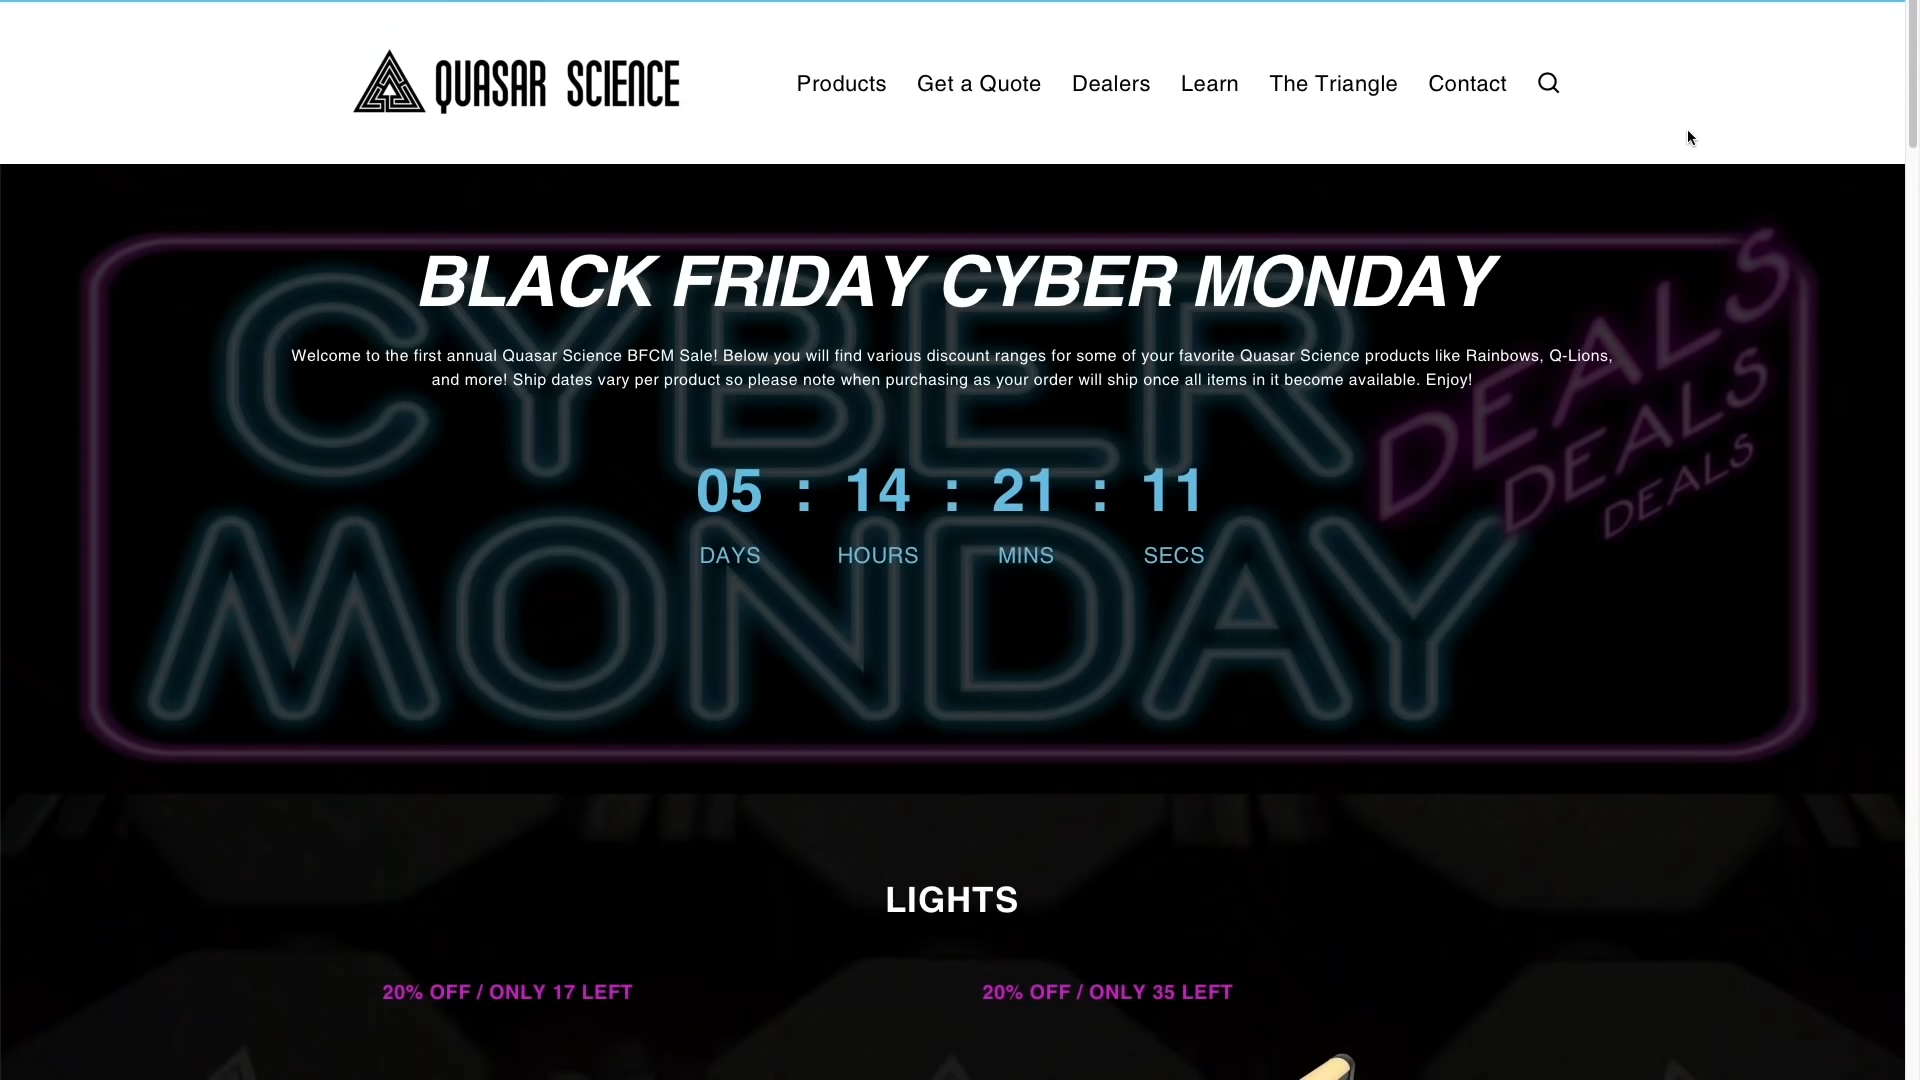 QUASAR SCIENCE
Products Get a Quote Dealers Learn The Triangle Contact
BLACK FRIDAY CYBER MONDAY
Welcome to the first annual Quasar Science BFCM Sale! Below you will find various discount ranges for some of your favorite Quasar Science products like Rainbows, Q-Lions,
and more! Ship dates vary per product so please note when purchasing as your order will ship once all items in it become available. Enjoy!
CYBER
MONDAY
DEALS
DEALS
DEALS
05 : 14 : 21 : 11
DAYS HOURS MINS SECS
LIGHTS
20% OFF / ONLY 17 LEFT
20% OFF / ONLY 35 LEFT